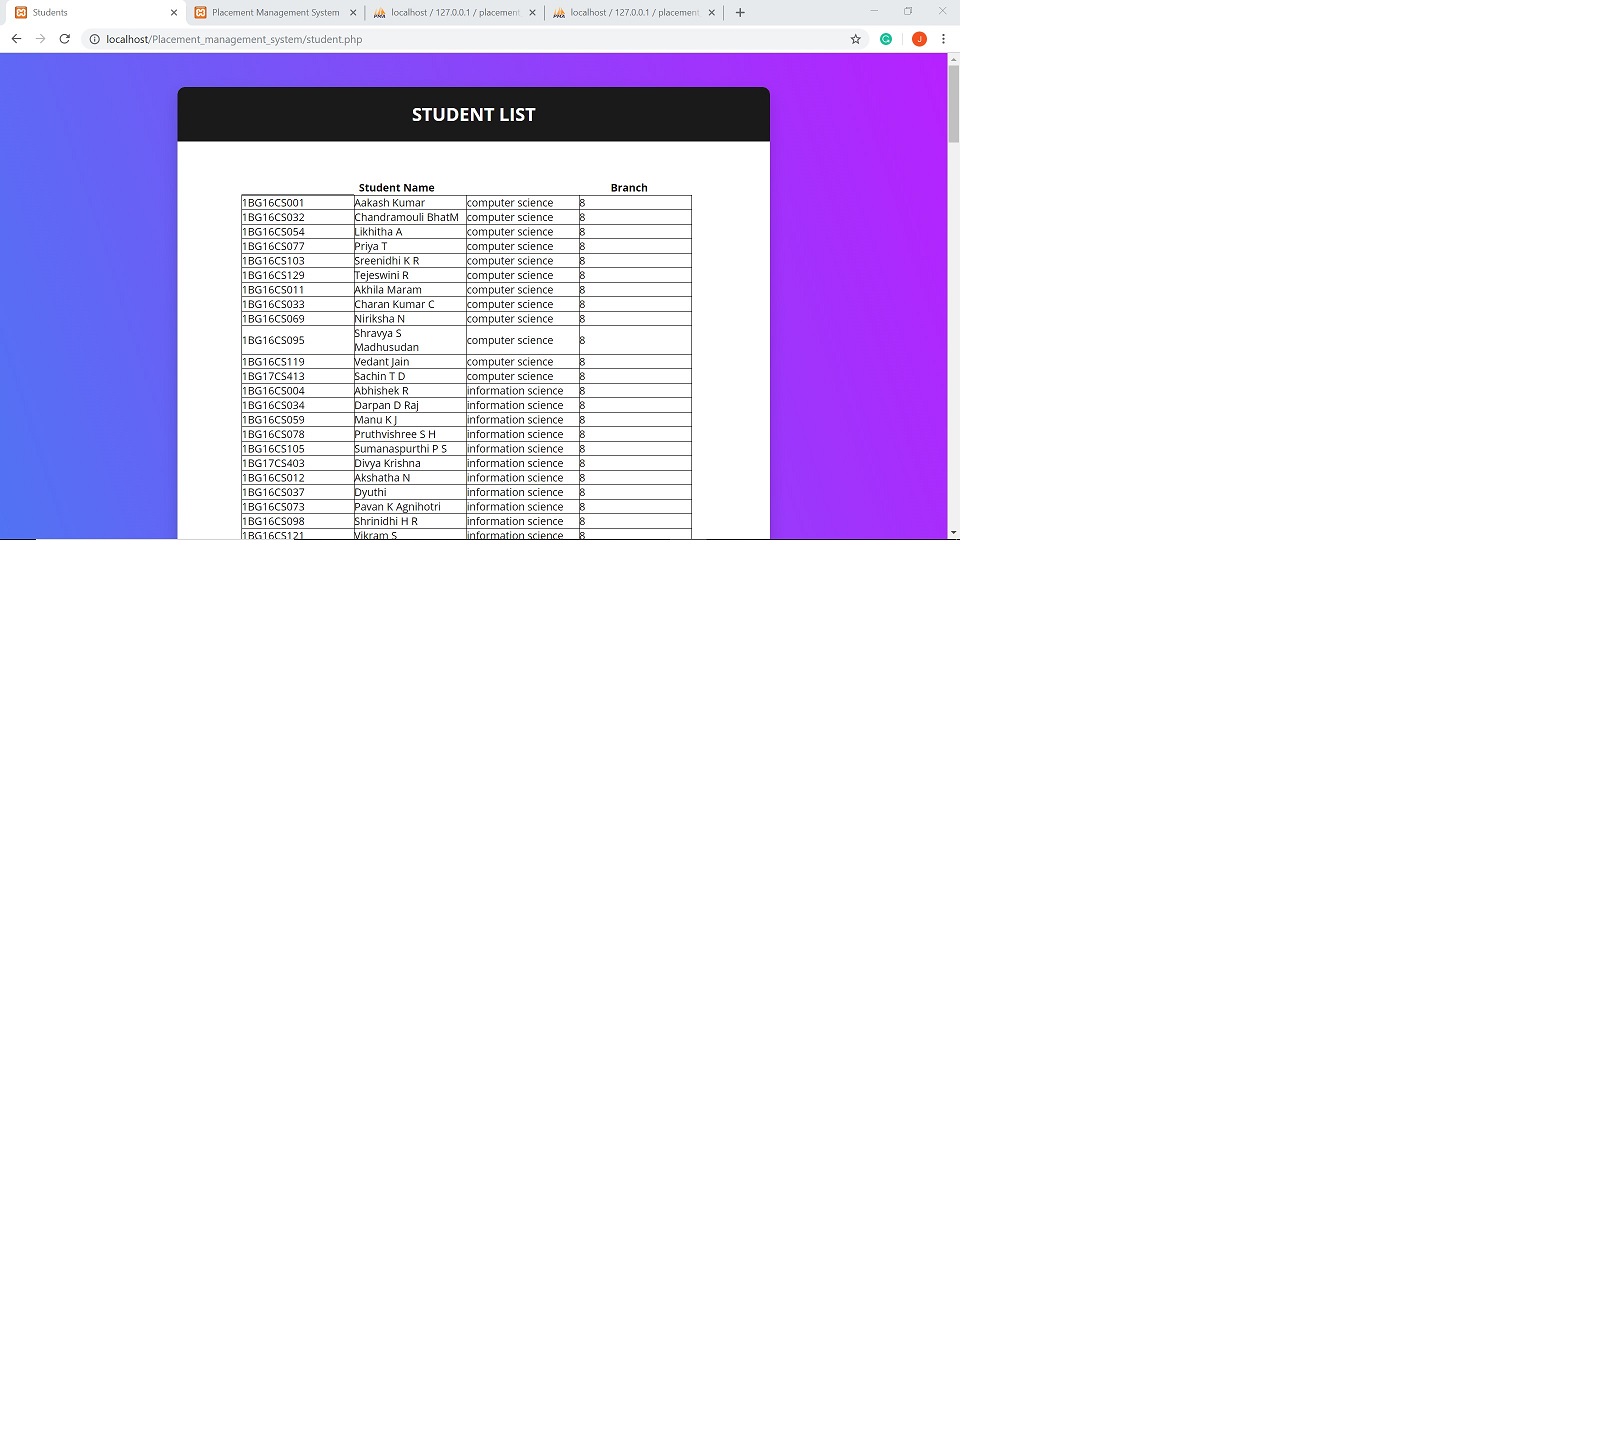 Students
Placement Management System
localhost / 127.0.0.1 / placement
localhost / 127.0.0.1 / placement
localhost/Placement_management_system/student.php
J
STUDENT LIST
Student Name Branch
1BG16CS001 Aakash Kumar computer science 8
1BG16CS032 Chandramouli BhatM computer science 8
1BG16CS054 Likhitha A computer science 8
1BG16CS077 Priya T computer science 8
1BG16CS103 Sreenidhi K R computer science 8
1BG16CS129 Tejeswini R computer science 8
1BG16CS011 Akhila Maram computer science 8
1BG16CS033 Charan Kumar C computer science 8
1BG16CS069 Niriksha N computer science 8
1BG16CS095 Shravya S Madhusudan computer science 8
1BG16CS119 Vedant Jain computer science 8
1BG17CS413 Sachin T D computer science 8
1BG16CS004 Abhishek R information science 8
1BG16CS034 Darpan D Raj information science 8
1BG16CS059 Manu K J information science 8
1BG16CS078 Pruthvishree S H information science 8
1BG16CS105 Sumanaspurthi P S information science 8
1BG17CS403 Divya Krishna information science 8
1BG16CS012 Akshatha N information science 8
1BG16CS037 Dyuthi information science 8
1BG16CS073 Pavan K Agnihotri information science 8
1BG16CS098 Shrinidhi H R information science 8
1BG16CS121 Vikram S information science 8